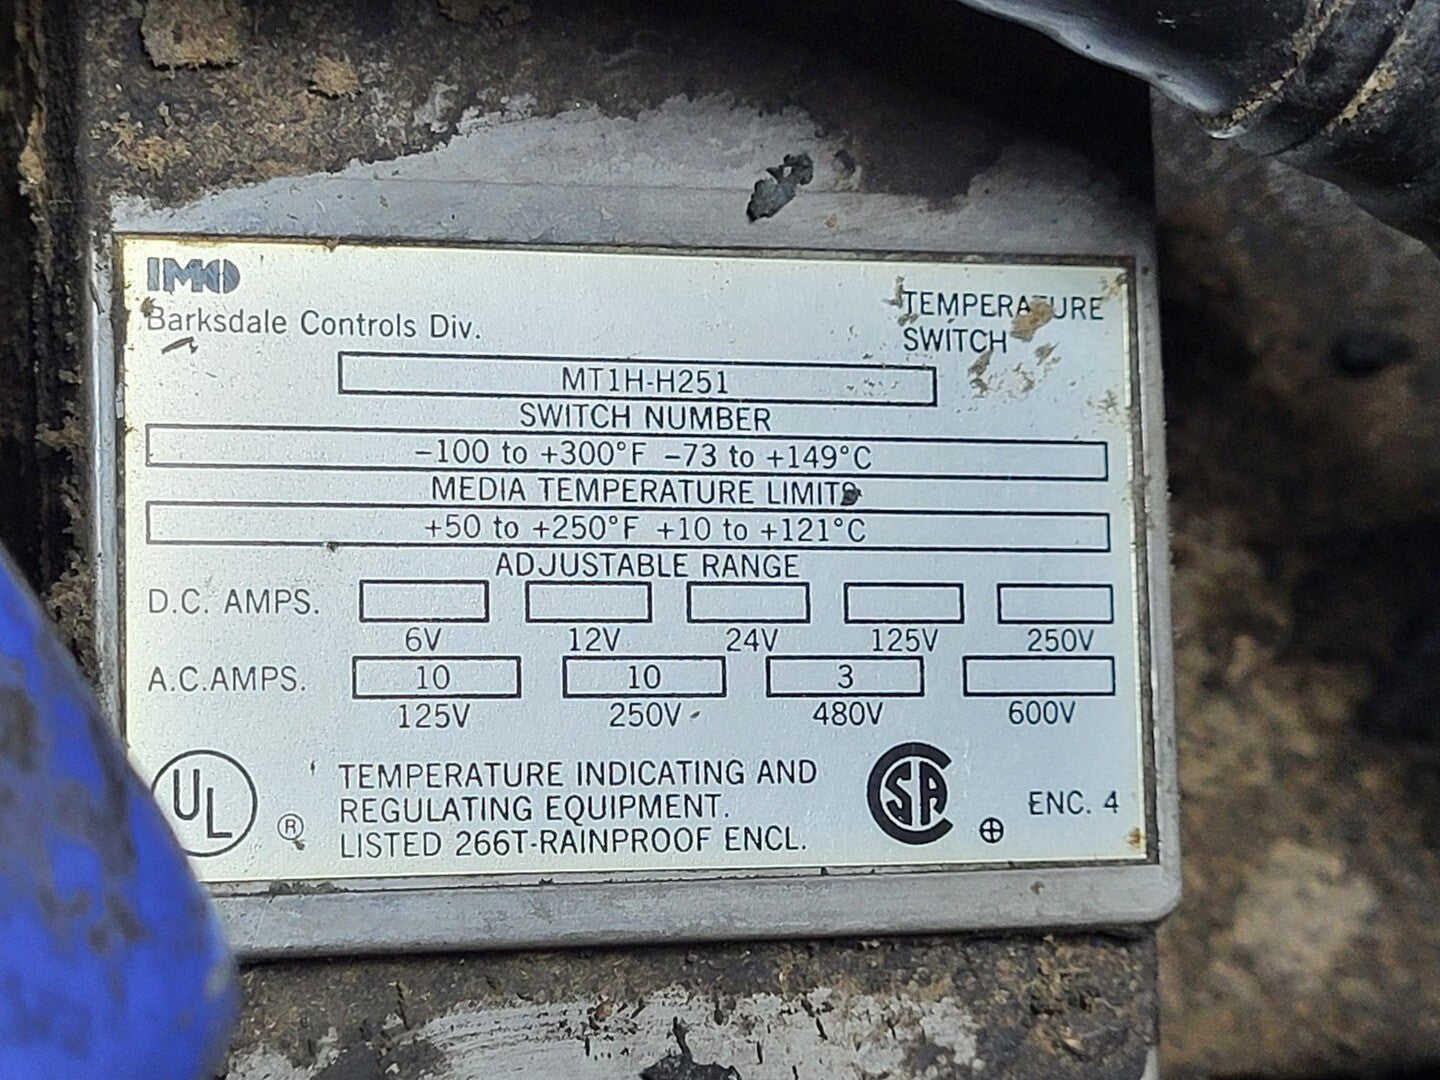 IMO
Barksdale Controls Div.
TEMPERATURE
SWITCH
MT1H-H251
SWITCH NUMBER
-100 to +300°F -73 to +149°C
MEDIA TEMPERATURE LIMITS
+50 to +250°F +10 to +121°C
ADJUSTABLE RANGE
D.C. AMPS.
6V 12V 24V 125V 250V
A.C.AMPS. 10 10 3
125V 250V 480V 600V
UL ® TEMPERATURE INDICATING AND
REGULATING EQUIPMENT.
LISTED 266T-RAINPROOF ENCL.
SA ENC. 4